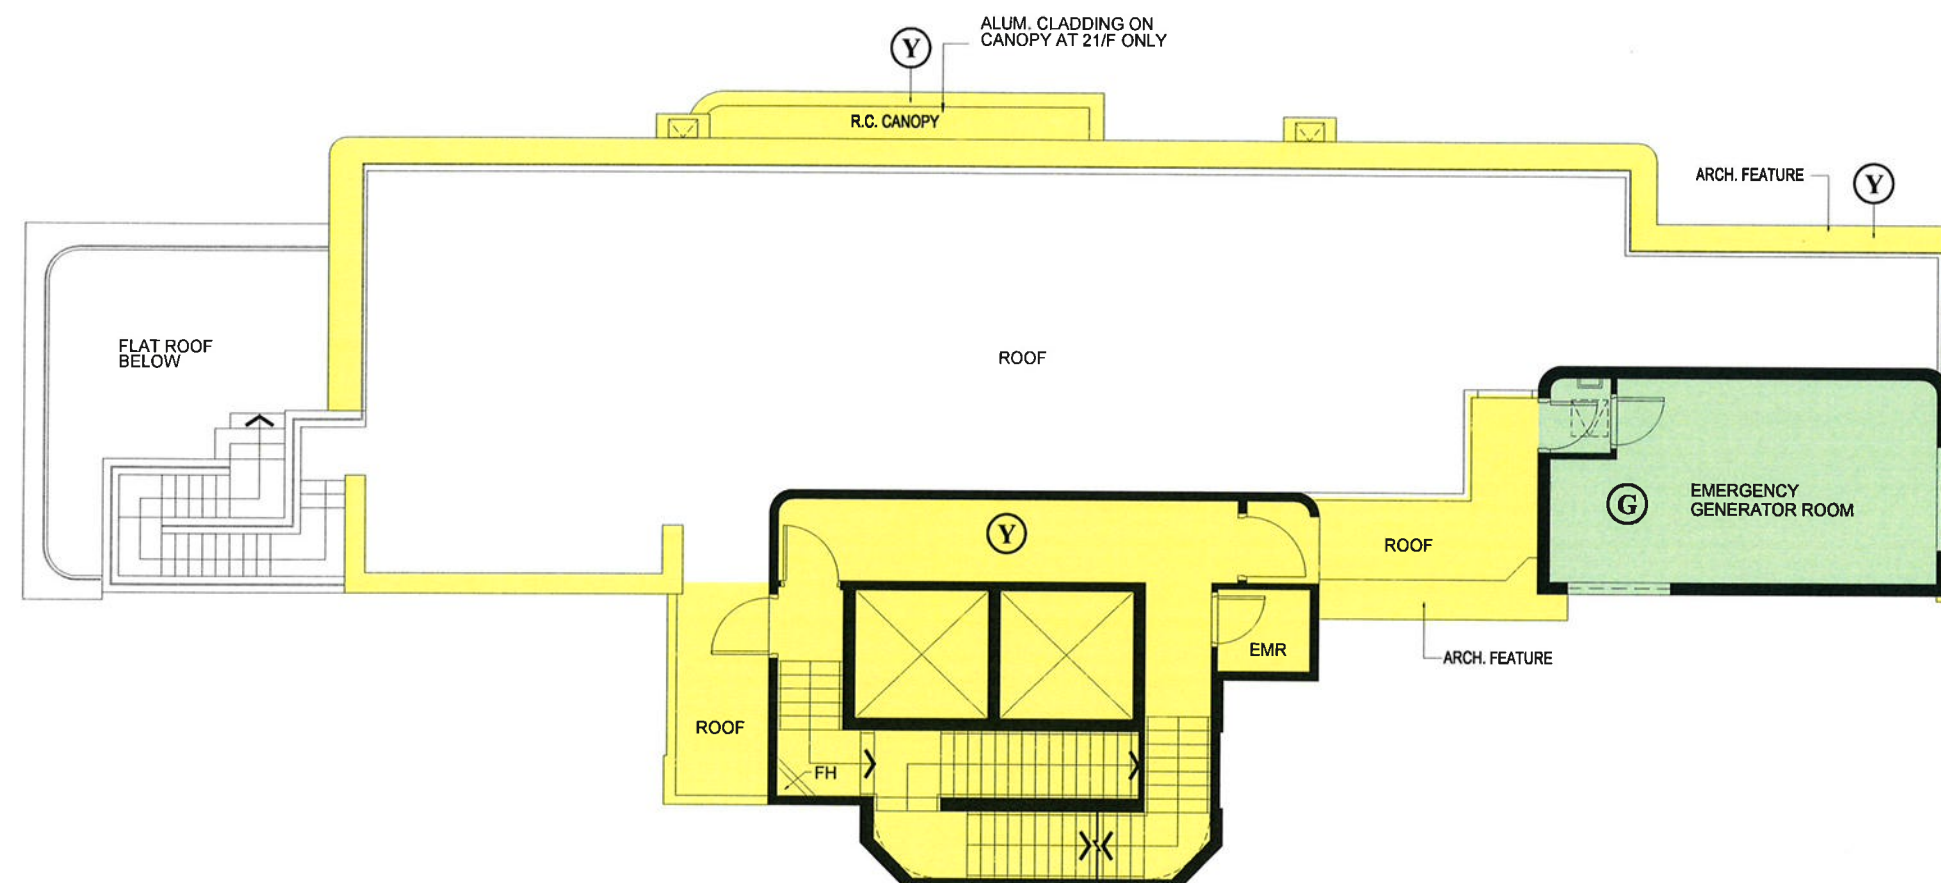 ALUM. CLADDING ON
CANOPY AT 21/F ONLY
Y
R.C. CANOPY
ARCH. FEATURE
Y
FLAT ROOF
BELOW
ROOF
G
EMERGENCY
GENERATOR ROOM
Y
ROOF
EMR
ARCH. FEATURE
ROOF
FH